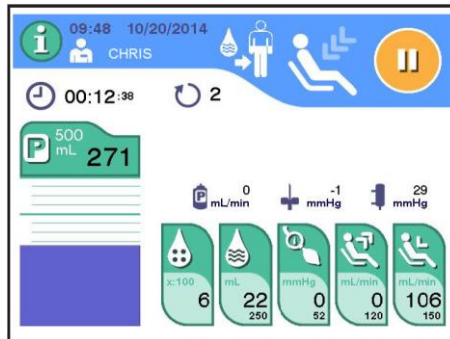 i 09:48 10/20/2014
CHRIS
00:12:38 2
P 500 mL 271
P 0 mL/min -1 mmHg 29 mmHg
x:100 mL mmHg mL/min mL/min
6 22 0 0 106
250 52 120 150